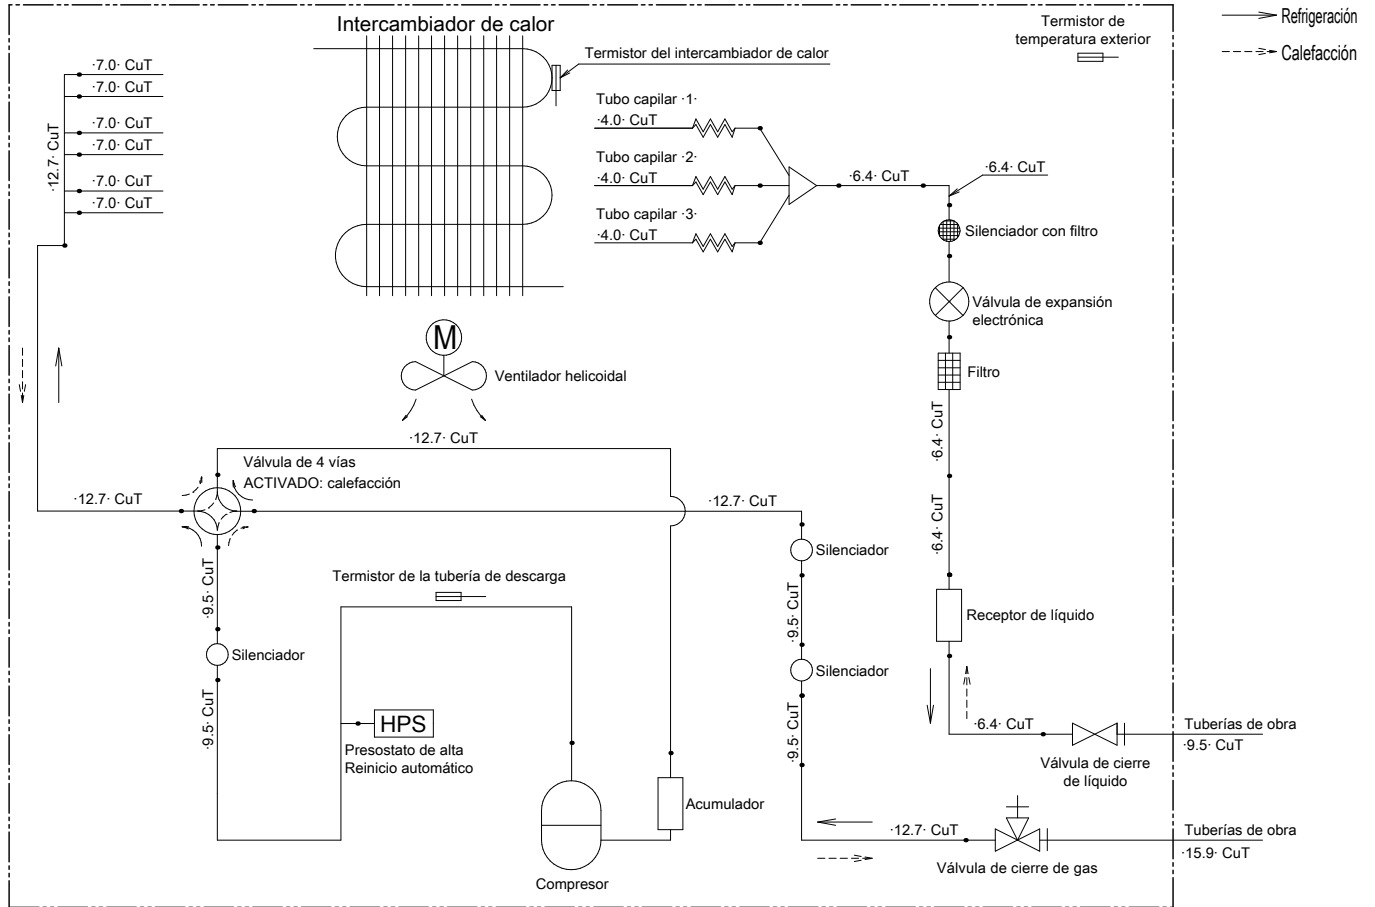 Intercambiador de calor
Termistor de
temperatura exterior
Refrigeración
Calefacción
Termistor del intercambiador de calor
·7.0· CuT
·7.0· CuT
·7.0· CuT
·7.0· CuT
·7.0· CuT
·7.0· CuT
·12.7· CuT
Tubo capilar ·1·
·4.0· CuT
Tubo capilar ·2·
·4.0· CuT
Tubo capilar ·3·
·4.0· CuT
·6.4· CuT
·6.4· CuT
Silenciador con filtro
Válvula de expansión
electrónica
Filtro
M
Ventilador helicoidal
·12.7· CuT
Válvula de 4 vías
ACTIVADO: calefacción
·12.7· CuT
·12.7· CuT
·6.4· CuT
·6.4· CuT
Silenciador
·9.5· CuT
Termistor de la tubería de descarga
·9.5· CuT
Receptor de líquido
Silenciador
Silenciador
·9.5· CuT
·9.5· CuT
HPS
Presostato de alta
Reinicio automático
·6.4· CuT
Tuberías de obra
·9.5· CuT
Válvula de cierre
de líquido
Acumulador
·12.7· CuT
Tuberías de obra
·15.9· CuT
Válvula de cierre de gas
Compresor